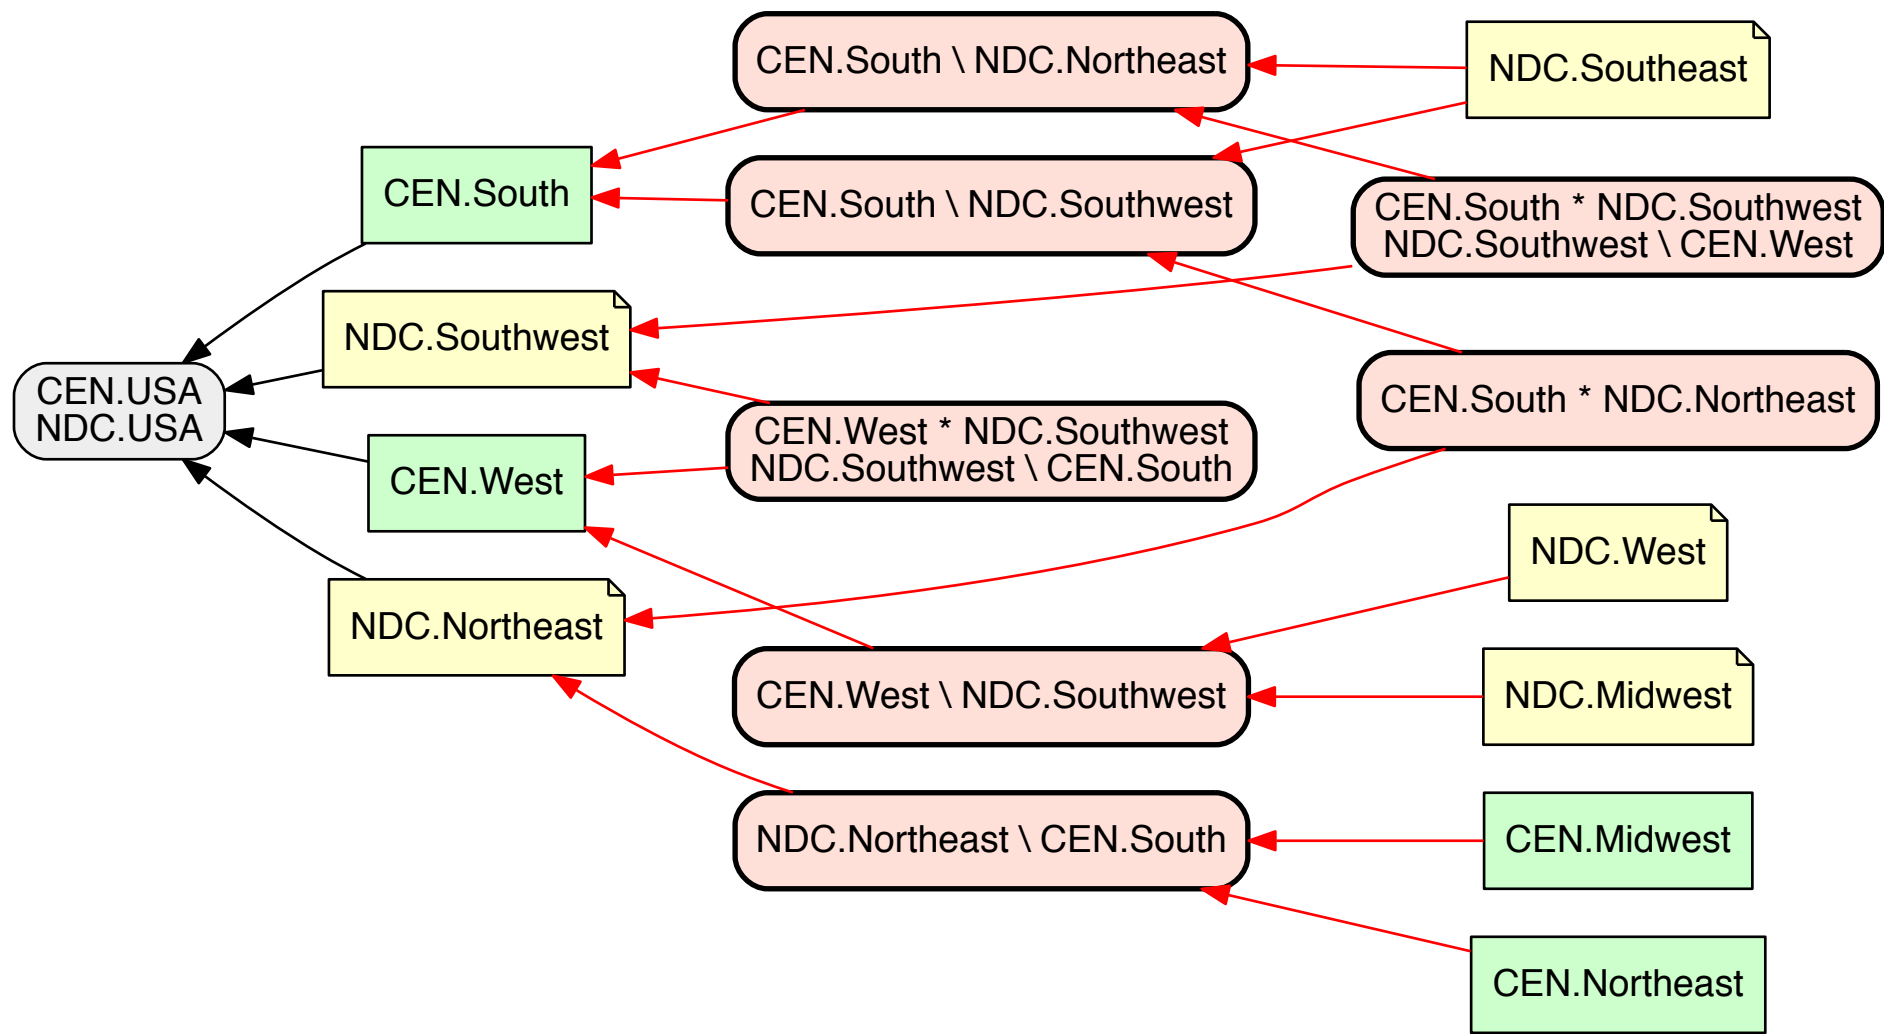 CEN.South \ NDC.Northeast
NDC.Southeast
CEN.South
CEN.South \ NDC.Southwest
CEN.South * NDC.Southwest
NDC.Southwest \ CEN.West
NDC.Southwest
CEN.USA
NDC.USA
CEN.West * NDC.Southwest
NDC.Southwest \ CEN.South
CEN.South * NDC.Northeast
CEN.West
NDC.West
NDC.Northeast
CEN.West \ NDC.Southwest
NDC.Midwest
NDC.Northeast \ CEN.South
CEN.Midwest
CEN.Northeast